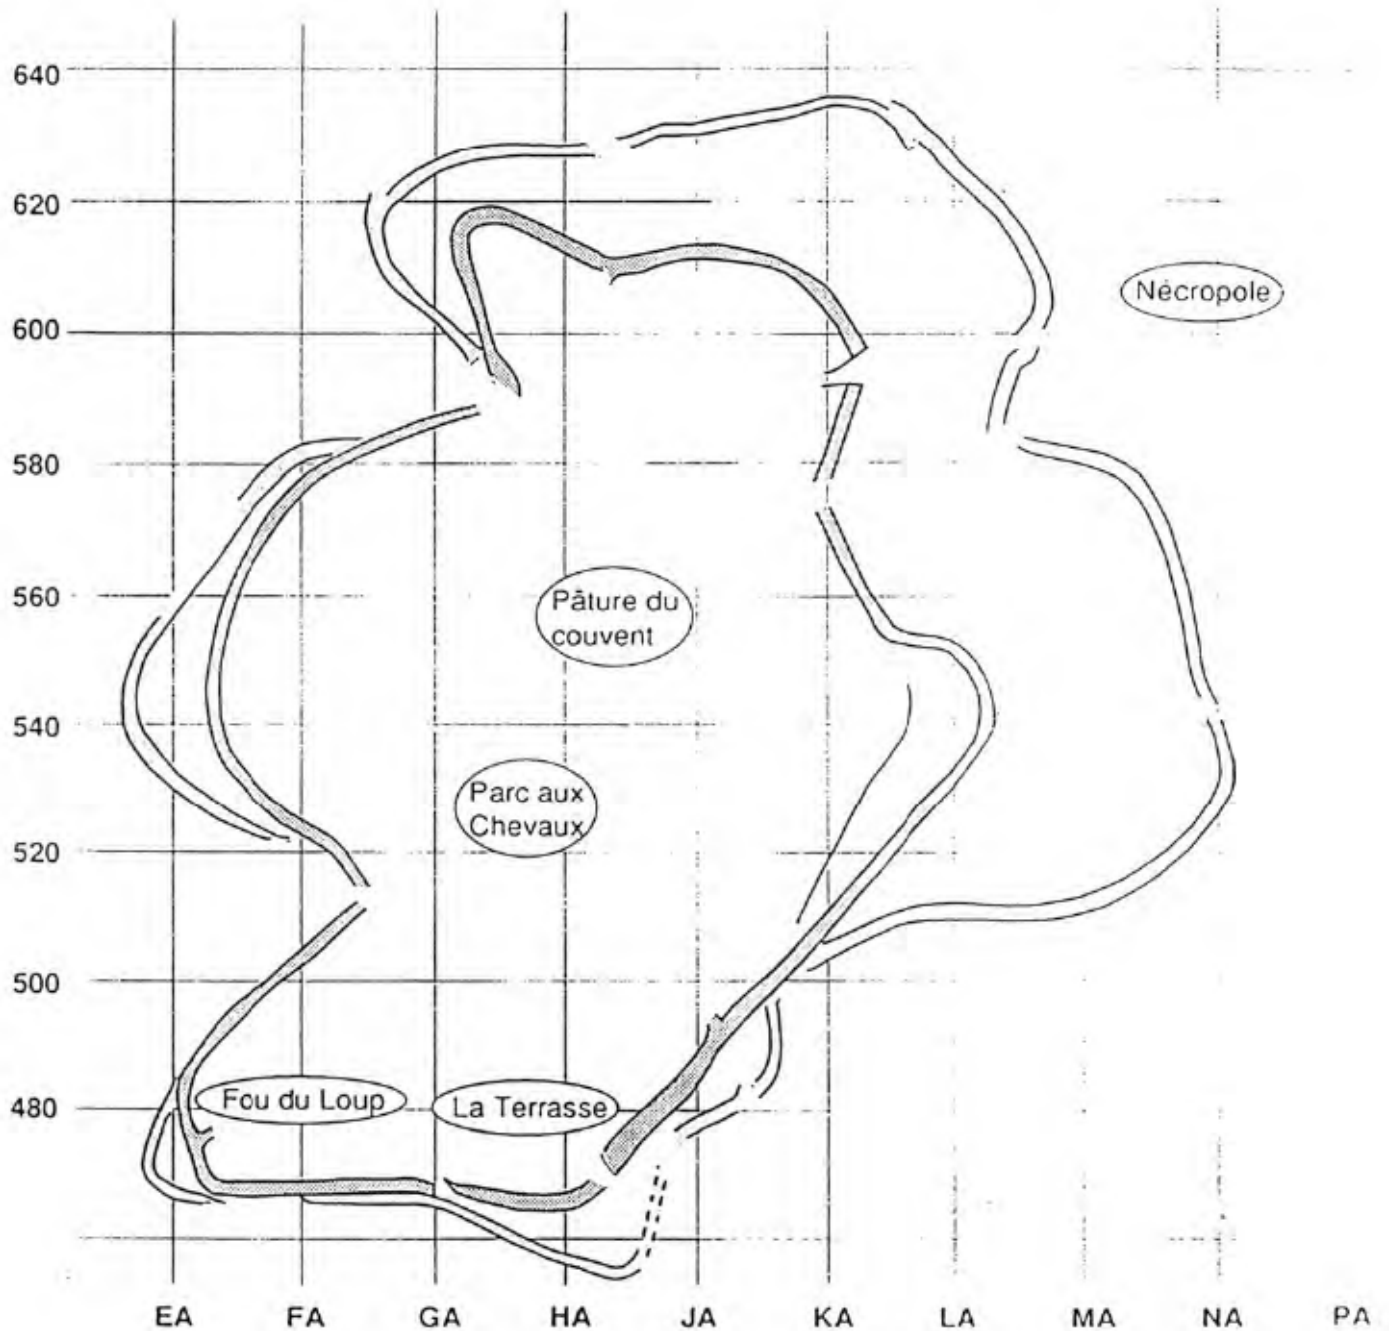 640
620
Nécropole
600
580
560
Pâture du
couvent
540
Parc aux
Chevaux
520
500
480
Fou du Loup
La Terrasse
EA FA GA HA JA KA LA MA NA PA